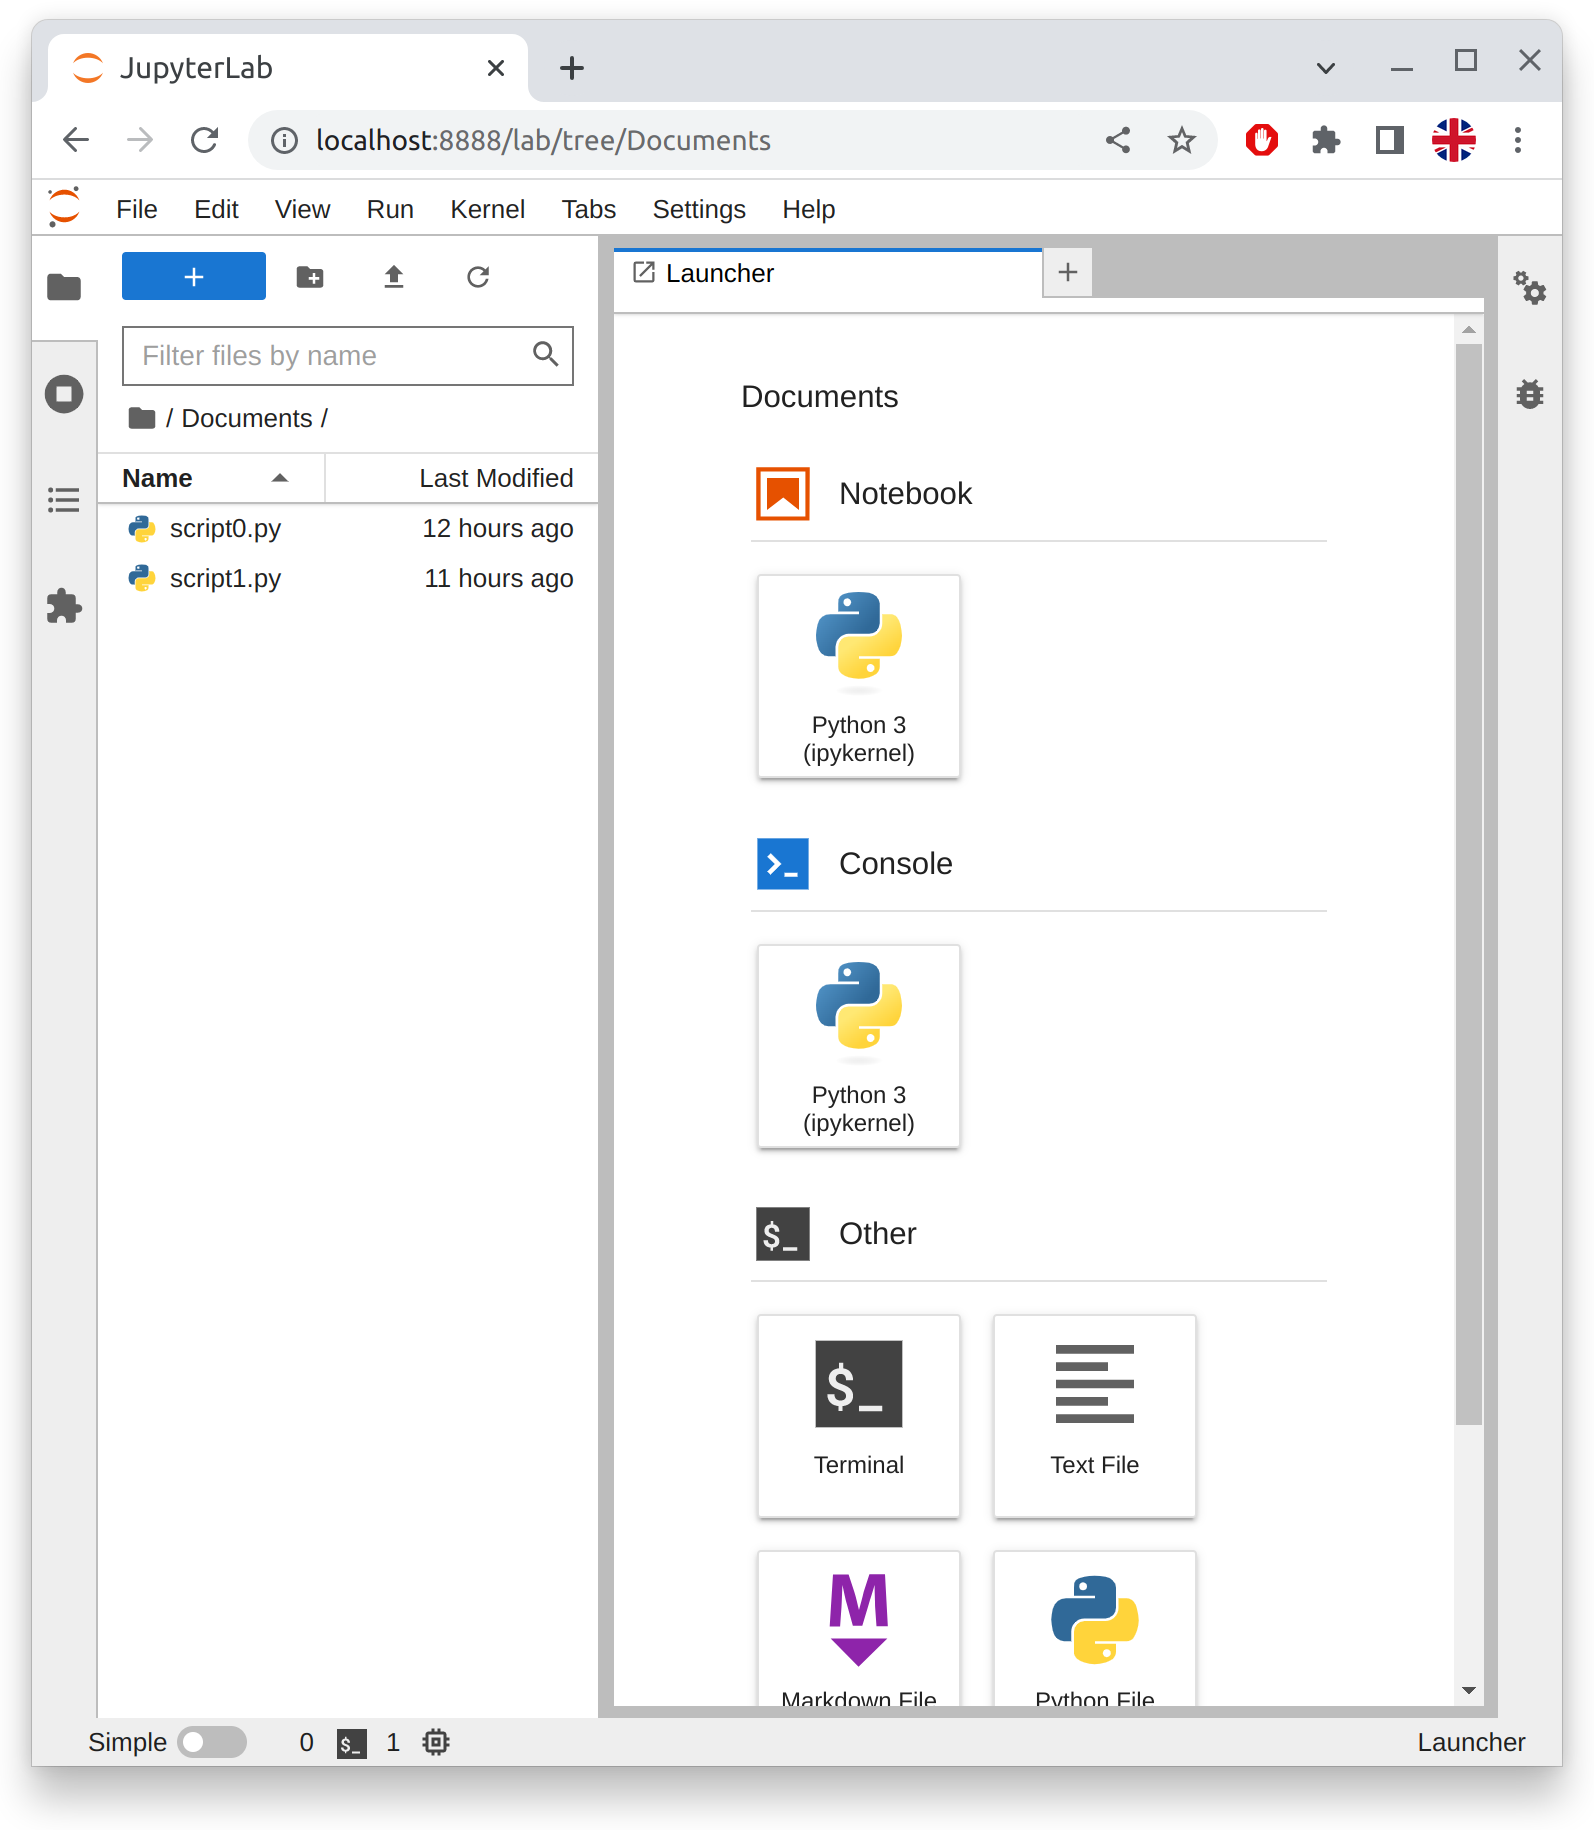 JupyterLab
localhost:8888/lab/tree/Documents
File Edit View Run Kernel Tabs Settings Help
Launcher
Filter files by name
/ Documents /
Name Last Modified
script0.py 12 hours ago
script1.py 11 hours ago
Documents
Notebook
Python 3
(ipykernel)
Console
Python 3
(ipykernel)
$_ Other
$_
Terminal Text File
M
Markdown File Python File
Simple 0 $_ 1 Launcher